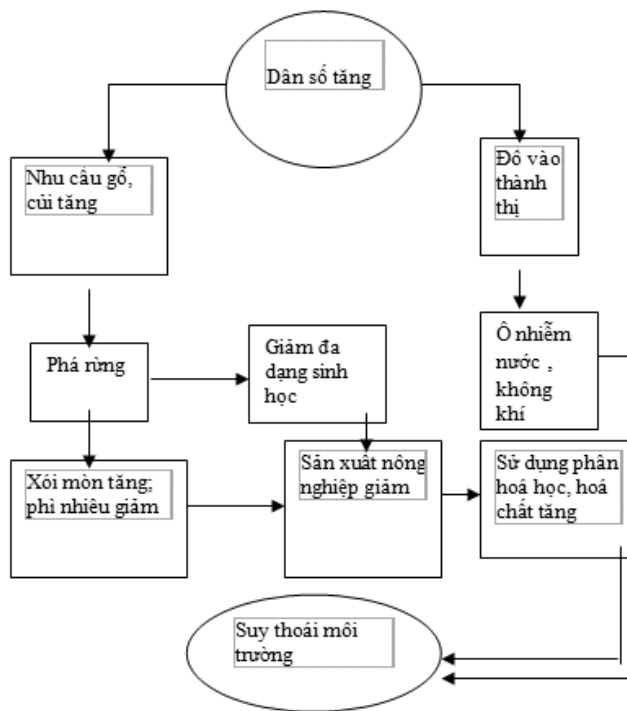 Dân số tăng
Nhu cầu gỗ,
củi tăng
Đổ vào
thành
thị
Phá rừng
Giảm đa
dạng sinh
học
Ô nhiễm
nước ,
không
khí
Xói mòn tăng;
phì nhiêu giảm
Sản xuất nông
nghiệp giảm
Sử dụng phân
hoá học, hoá
chất tăng
Suy thoái môi
trường